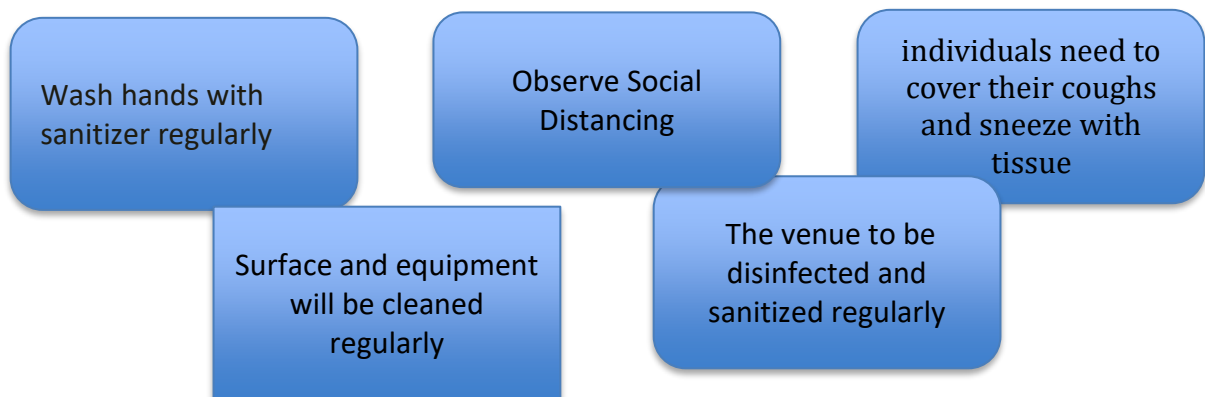 Wash hands with
sanitizer regularly
Observe Social
Distancing
individuals need to
cover their coughs
and sneeze with
tissue
Surface and equipment
will be cleaned
regularly
The venue to be
disinfected and
sanitized regularly